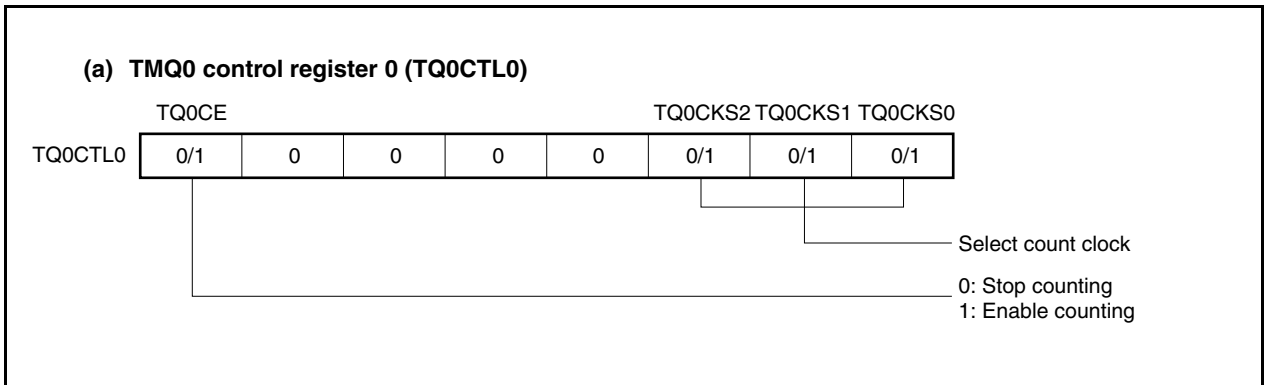 (a) TMQ0 control register 0 (TQ0CTL0)
TQ0CE TQ0CKS2 TQ0CKS1 TQ0CKS0
TQ0CTL0 0/1 0 0 0 0 0/1 0/1 0/1
Select count clock
0: Stop counting
1: Enable counting